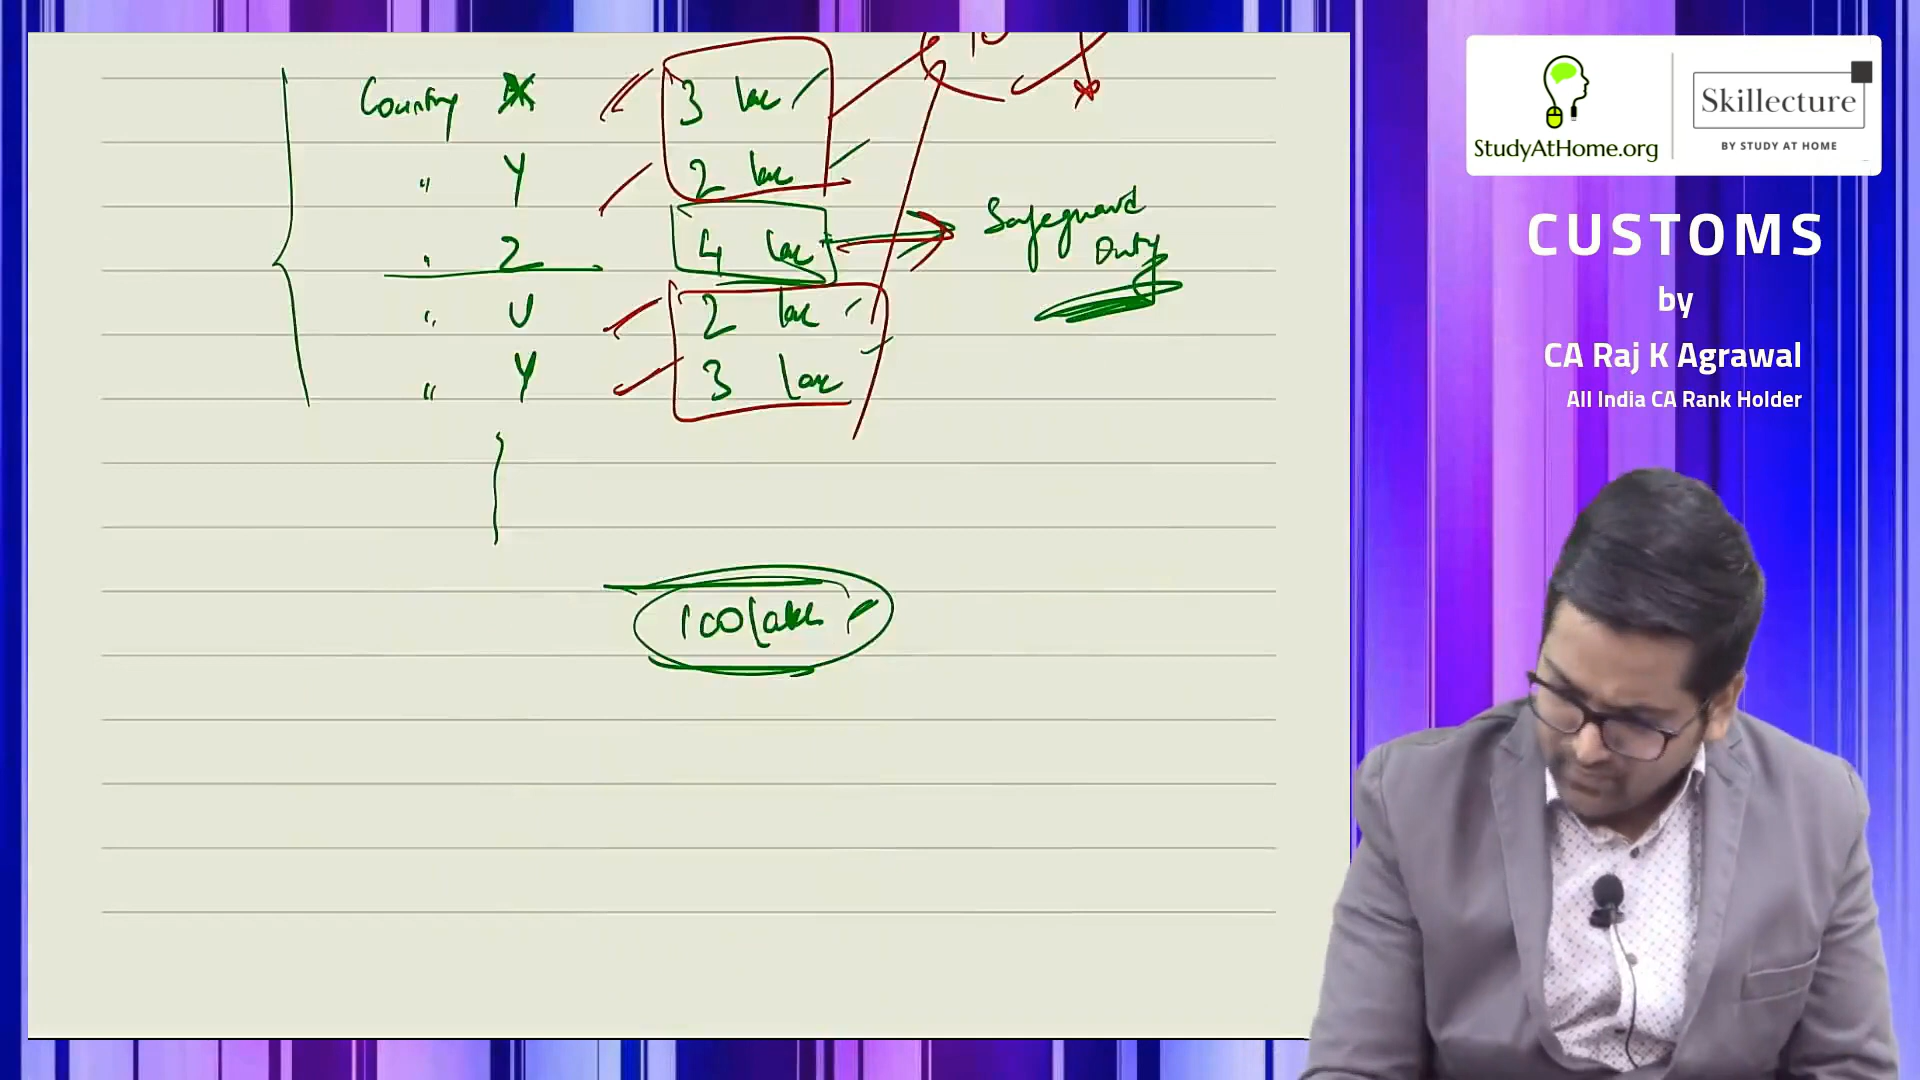 Country X 3 lac
" Y 2 lac
" Z 4 lac Safeguard
Duty
" U 2 lac
" Y 3 lac
100 lakh
StudyAtHome.org
Skillecture
BY STUDY AT HOME
CUSTOMS
by
CA Raj K Agrawal
All India CA Rank Holder